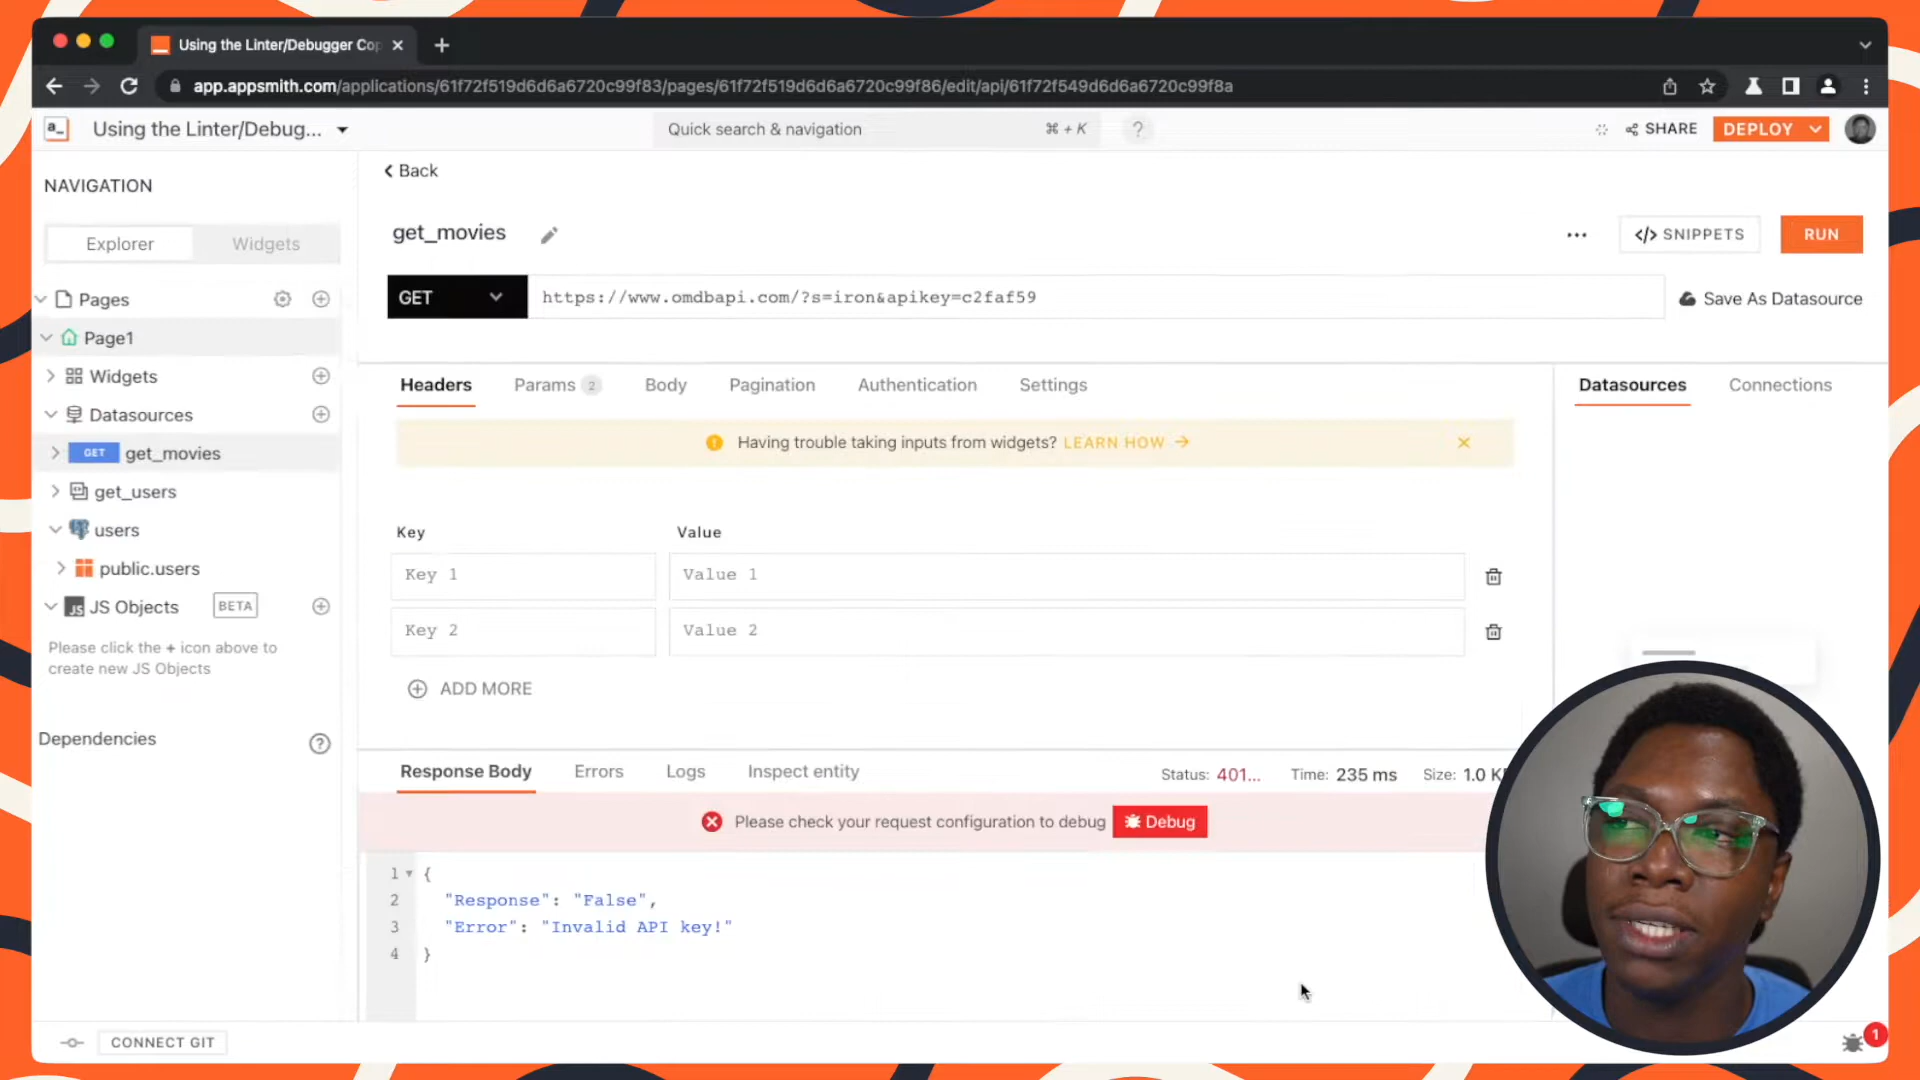 Using the Linter/Debugger Cop
app.appsmith.com/applications/61f72f519d6d6a6720c99f83/pages/61f72f519d6d6a6720c99f86/edit/api/61f72f549d6d6a6720c99f8a
a_
Using the Linter/Debug...
Quick search & navigation
⌘ + K
?
SHARE
DEPLOY
NAVIGATION
Explorer
Widgets
Pages
Page1
Widgets
Datasources
GET get_movies
get_users
users
public.users
JS JS Objects BETA
Please click the + icon above to
create new JS Objects
Dependencies
?
Back
get_movies
</> SNIPPETS
RUN
GET
https://www.omdbapi.com/?s=iron&apikey=c2faf59
Save As Datasource
Headers
Params 2
Body
Pagination
Authentication
Settings
Datasources
Connections
Having trouble taking inputs from widgets? LEARN HOW
Key
Value
Key 1
Value 1
Key 2
Value 2
ADD MORE
Response Body
Errors
Logs
Inspect entity
Status: 401...
Time: 235 ms
Size: 1.0 K
Please check your request configuration to debug
Debug
1 {
2 "Response": "False",
3 "Error": "Invalid API key!"
4 }
CONNECT GIT
1